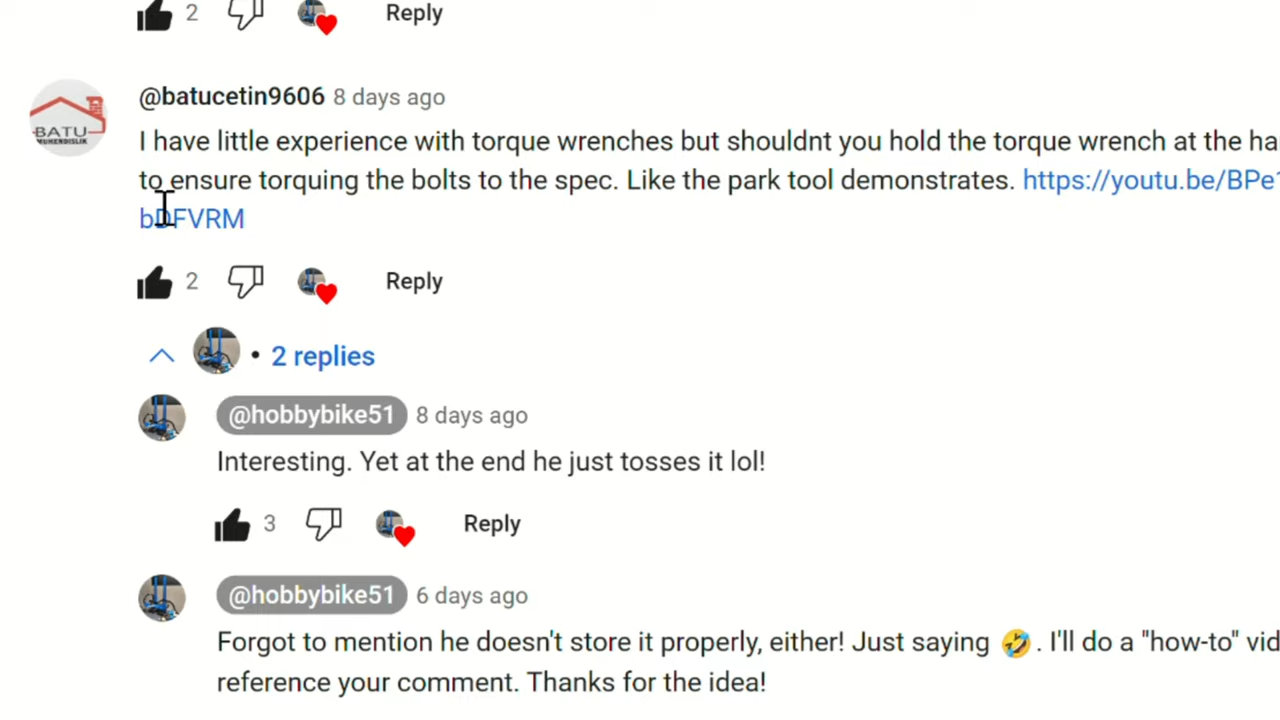 2 Reply
@batucetin9606 8 days ago
BATU
MUHENDISLIK
I have little experience with torque wrenches but shouldnt you hold the torque wrench at the ha
to ensure torquing the bolts to the spec. Like the park tool demonstrates. https://youtu.be/BPe
bDFVRM
2 Reply
• 2 replies
@hobbybike51 8 days ago
Interesting. Yet at the end he just tosses it lol!
3 Reply
@hobbybike51 6 days ago
Forgot to mention he doesn't store it properly, either! Just saying 🤣. I'll do a "how-to" vid
reference your comment. Thanks for the idea!